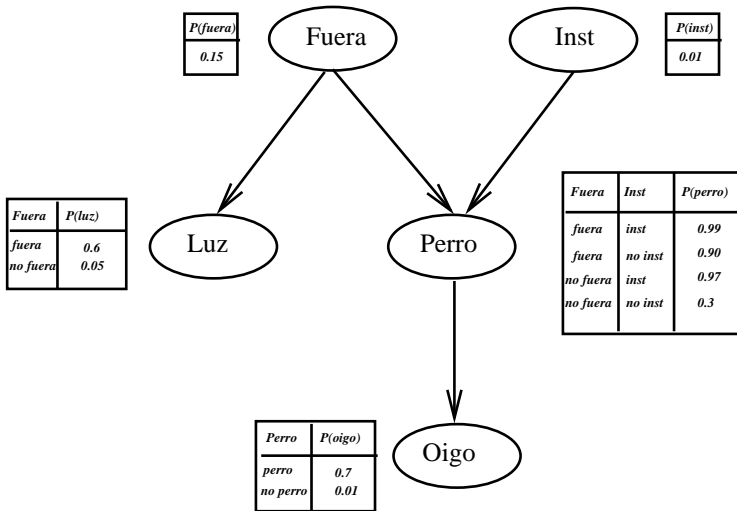 P(fuera)
0.15
Fuera
Inst
P(inst)
0.01
Fuera P(luz)
fuera 0.6
no fuera 0.05
Luz
Perro
Fuera Inst P(perro)
fuera inst 0.99
fuera no inst 0.90
no fuera inst 0.97
no fuera no inst 0.3
Perro P(oigo)
perro 0.7
no perro 0.01
Oigo